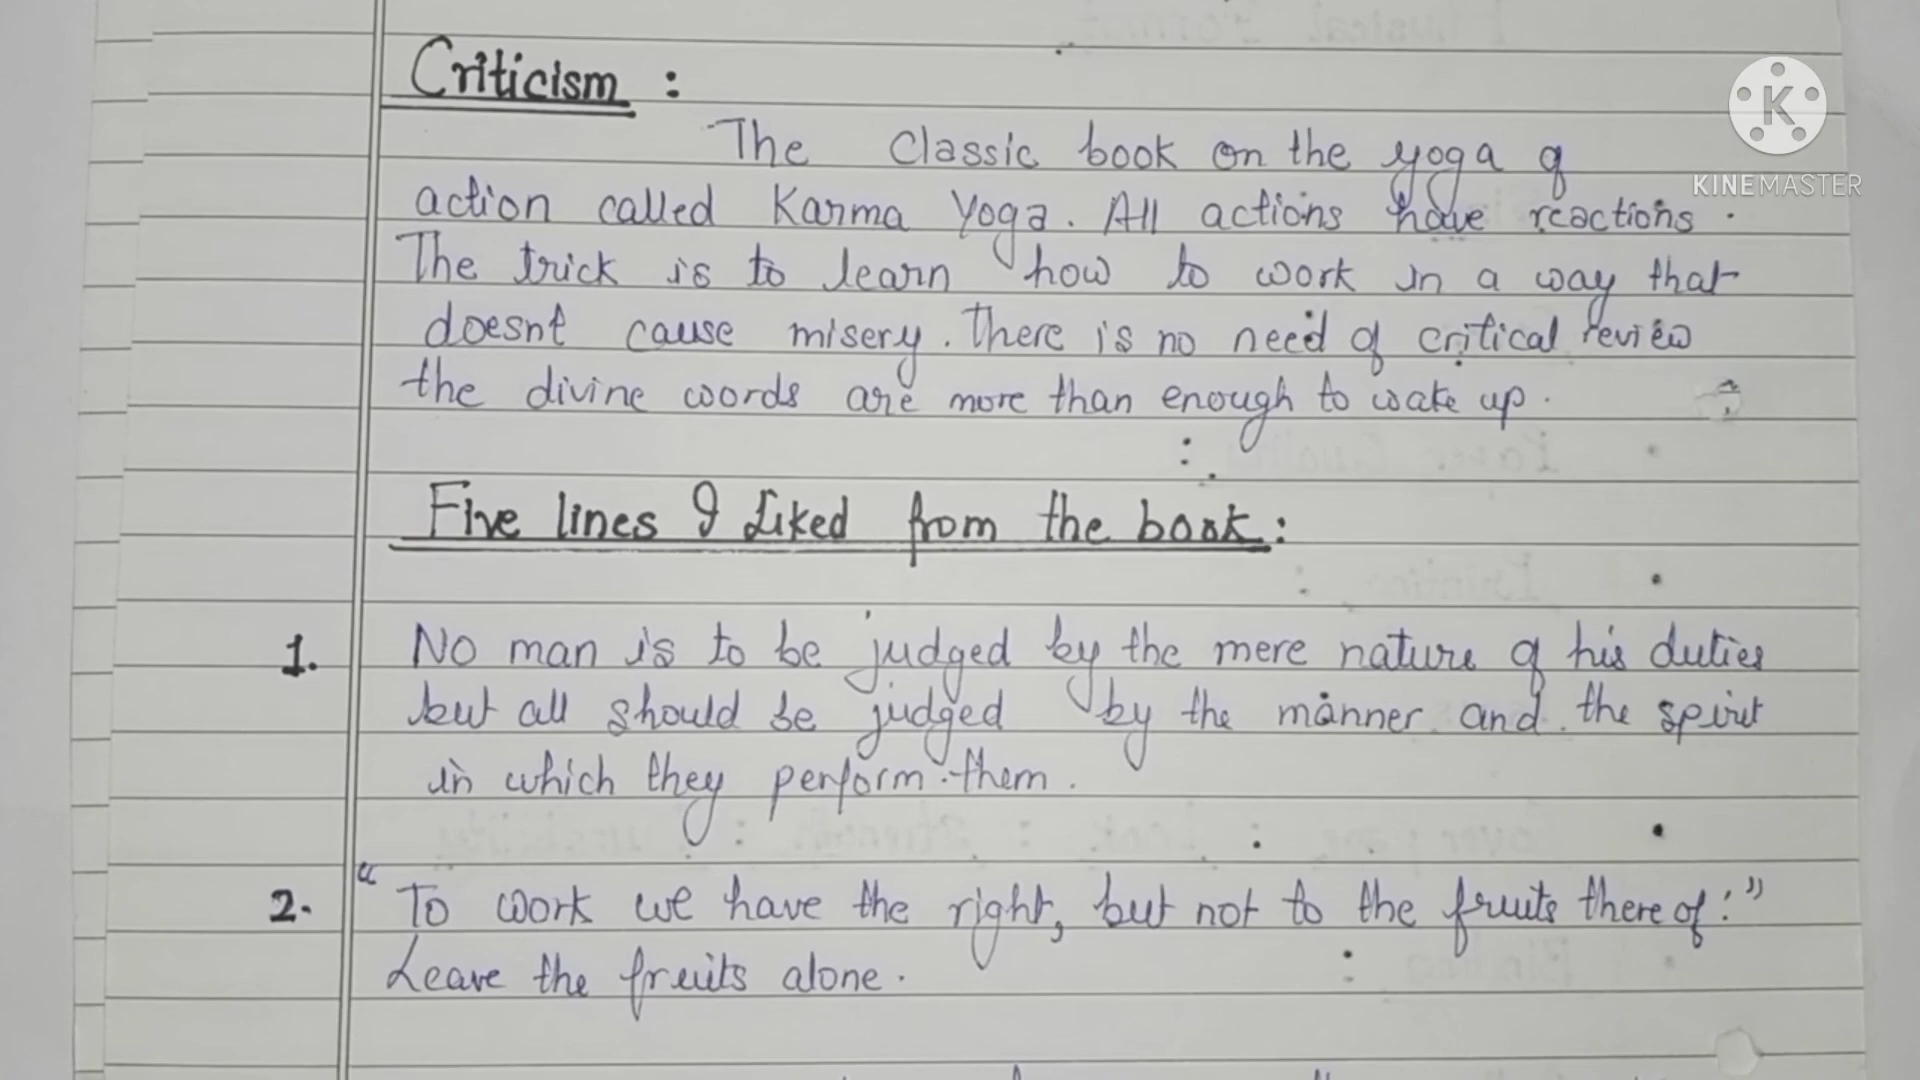 Criticism :
The classic book on the yoga of
action called Karma Yoga. All actions have reactions.
The trick is to learn how to work in a way that
doesnt cause misery. There is no need of critical review
the divine words are more than enough to wake up.
Five lines I liked from the book:
1. No man is to be judged by the mere nature of his duties
but all should be judged by the manner and the spirit
in which they perform them.
2. "To work we have the right, but not to the fruits there of:"
Leave the fruits alone.
K
KINEMASTER